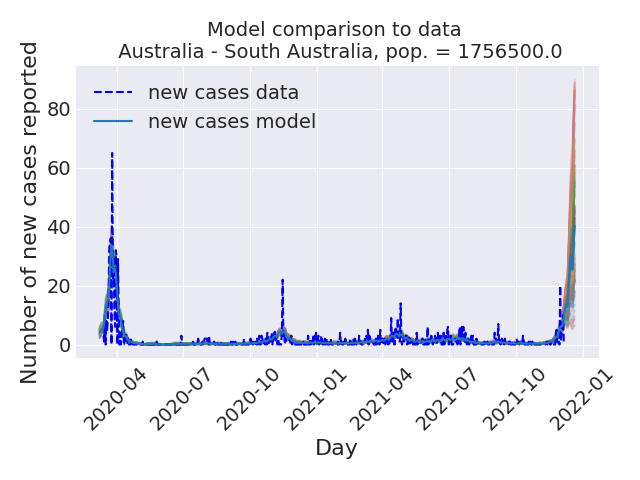 Model comparison to data
Australia - South Australia, pop. = 1756500.0
Number of new cases reported
new cases data
new cases model
80
60
40
20
0
2020-04
2020-07
2020-10
2021-01
2021-04
2021-07
2021-10
2022-01
Day